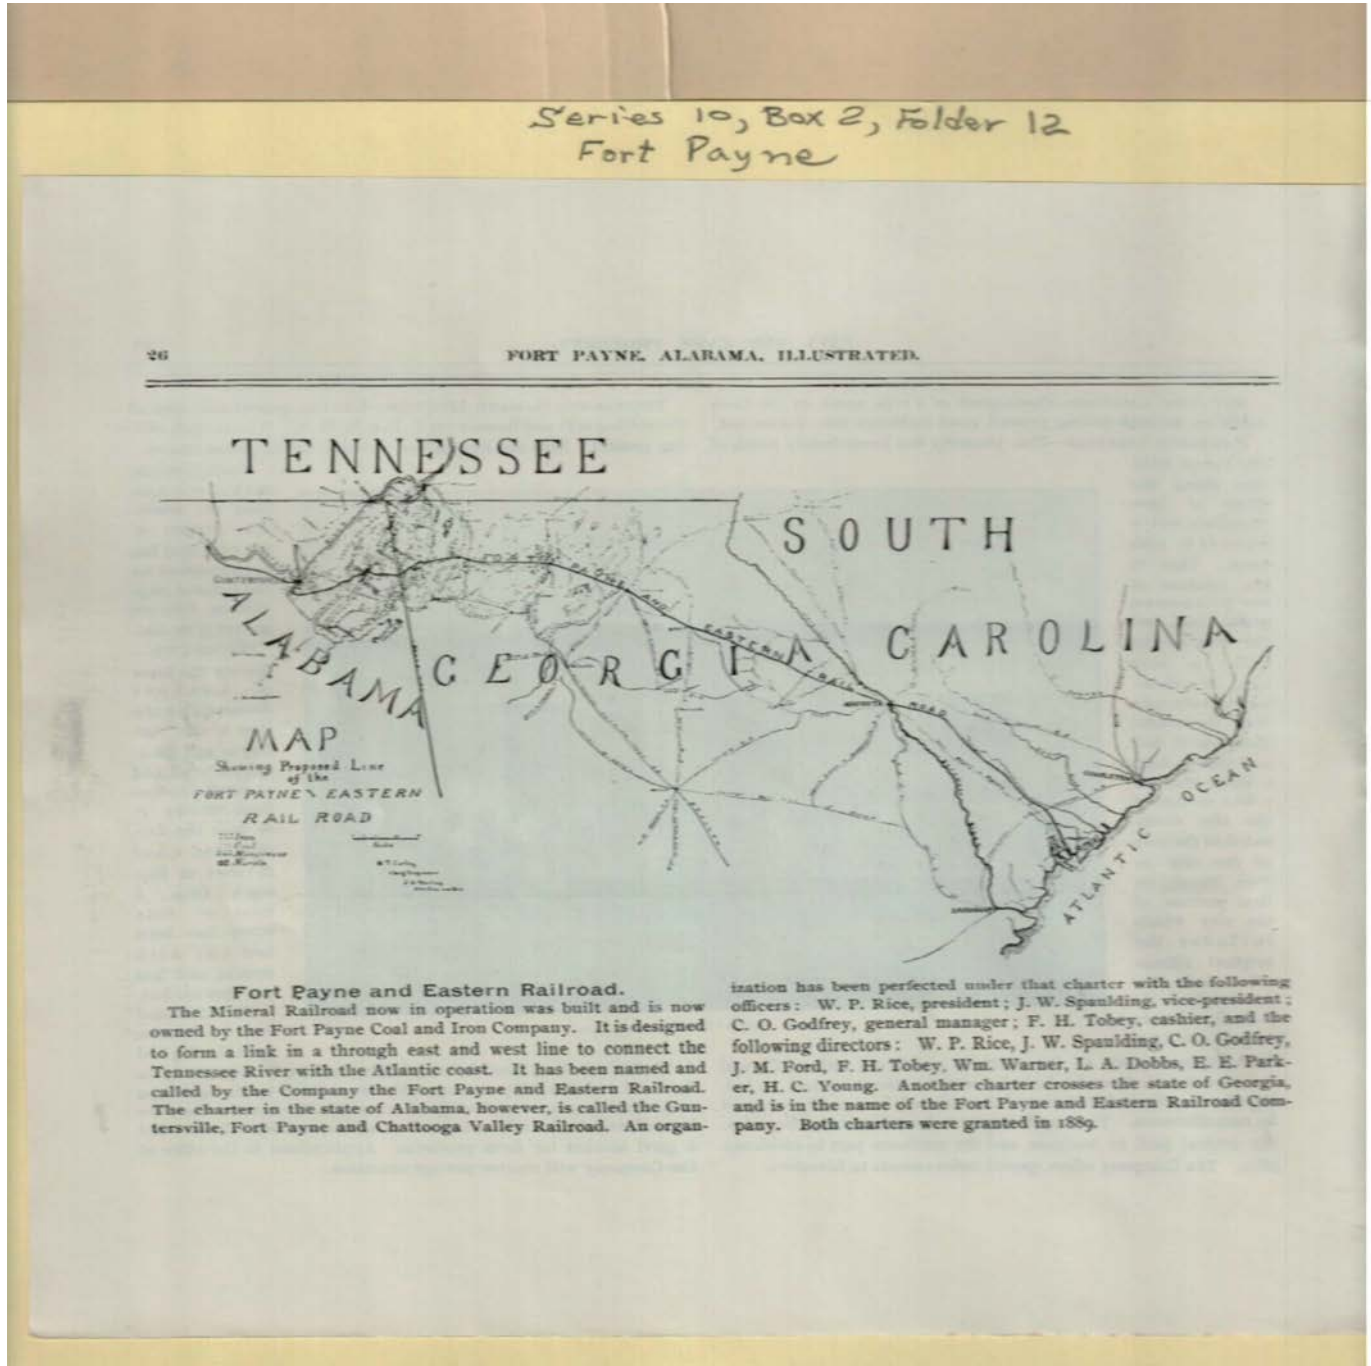 Series 10, Box 2, Folder 12
Fort Payne
26
FORT PAYNE, ALABAMA, ILLUSTRATED.
TENNESSEE
SOUTH
CAROLINA
ALABAMA
GEORGIA
FORT PAYNE AND EASTERN RAIL ROAD
ATLANTIC OCEAN
MAP
Showing Proposed Line
of the
FORT PAYNE & EASTERN
RAIL ROAD
Fort Payne and Eastern Railroad.
The Mineral Railroad now in operation was built and is now
owned by the Fort Payne Coal and Iron Company. It is designed
to form a link in a through east and west line to connect the
Tennessee River with the Atlantic coast. It has been named and
called by the Company the Fort Payne and Eastern Railroad.
The charter in the state of Alabama, however, is called the Gun-
tersville, Fort Payne and Chattooga Valley Railroad. An organ-
ization has been perfected under that charter with the following
officers: W. P. Rice, president; J. W. Spaulding, vice-president;
C. O. Godfrey, general manager; F. H. Tobey, cashier, and the
following directors: W. P. Rice, J. W. Spaulding, C. O. Godfrey,
J. M. Ford, F. H. Tobey, Wm. Warner, L. A. Dobbs, E. E. Park-
er, H. C. Young. Another charter crosses the state of Georgia,
and is in the name of the Fort Payne and Eastern Railroad Com-
pany. Both charters were granted in 1889.